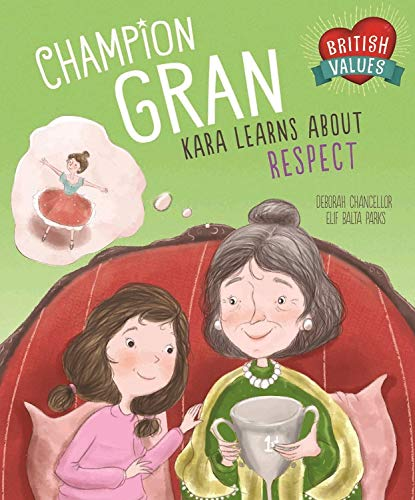 CHAMPION
GRAN
KARA LEARNS ABOUT
RESPECT
BRITISH
VALUES
DEBORAH CHANCELLOR
ELIF BALTA PARKS
1st